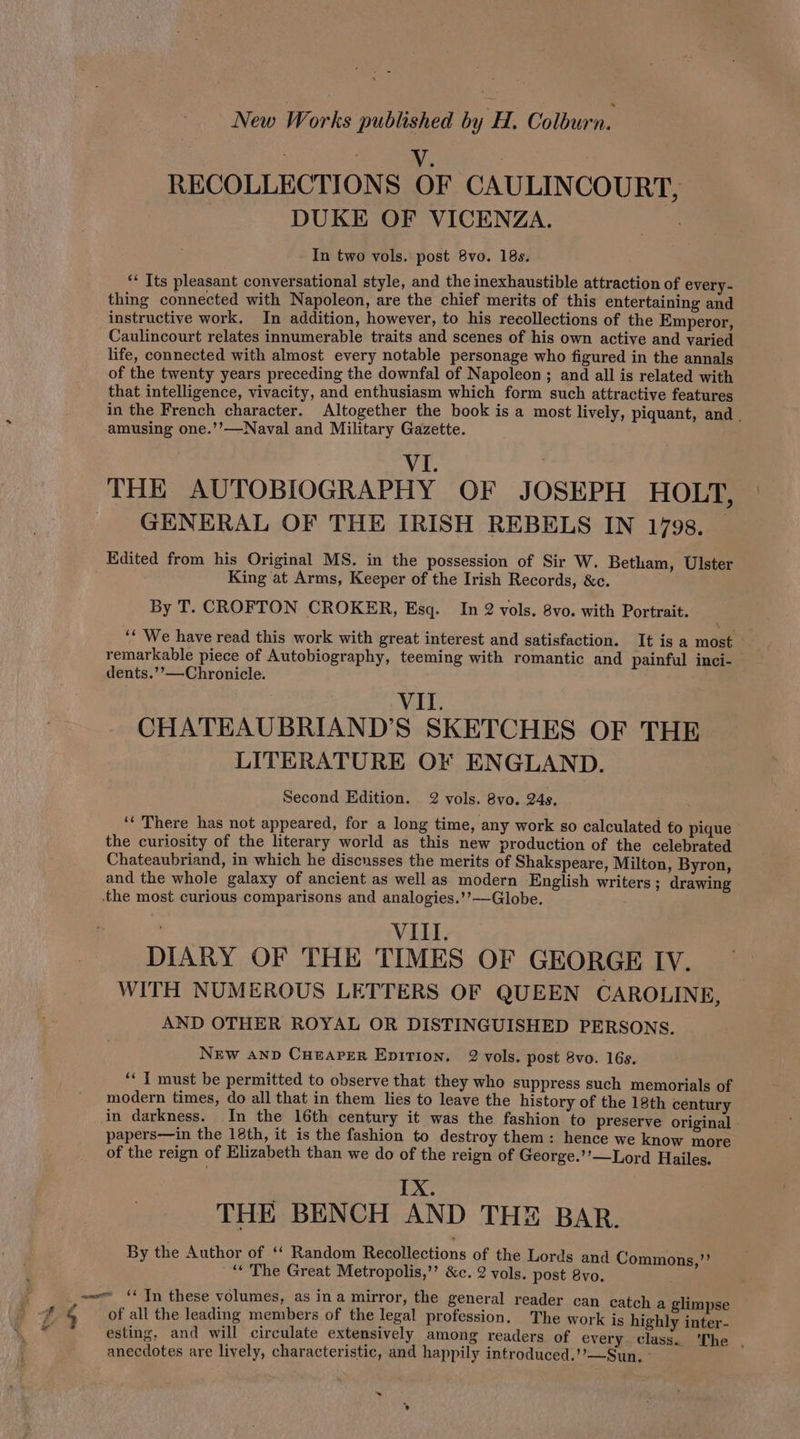 New Works published by H. Colburn.
V.
RECOLLECTIONS OF CAULINCOURT,
DUKE OF VICENZA.
In two vols. post 8vo. 18s.
“ Its pleasant conversational style, and the inexhaustible attraction of every-
thing connected with Napoleon, are the chief merits of this entertaining and
instructive work. In addition, however, to his recollections of the Emperor,
Caulincourt relates innumerable traits and scenes of his own active and varied
life, connected with almost every notable personage who figured in the annals
of the twenty years preceding the downfal of Napoleon; and all is related with
that intelligence, vivacity, and enthusiasm which form such attractive features
in the French character. Altogether the book is a most lively, piquant, and
amusing one.”—Naval and Military Gazette.
VI.
THE AUTOBIOGRAPHY OF JOSEPH HOLT,
GENERAL OF THE IRISH REBELS IN 1798.
Edited from his Original MS. in the possession of Sir W. Betham, Ulster
King at Arms, Keeper of the Irish Records, &c.
By T. CROFTON CROKER, Esq. In 2 vols. 8vo. with Portrait.
“ We have read this work with great interest and satisfaction. It is a most
remarkable piece of Autobiography, teeming with romantic and painful inci-
dents.”—Chronicle.
VII.
CHATEAUBRIAND’S SKETCHES OF THE
LITERATURE OF ENGLAND.
Second Edition. 2 vols. 8vo. 24s.
“ There has not appeared, for a long time, any work so calculated to pique
the curiosity of the literary world as this new production of the celebrated
Chateaubriand, in which he discusses the merits of Shakspeare, Milton, Byron,
and the whole galaxy of ancient as well as modern English writers; drawing
the most curious comparisons and analogies.”—Globe.
VIII.
DIARY OF THE TIMES OF GEORGE IV.
WITH NUMEROUS LETTERS OF QUEEN CAROLINE,
AND OTHER ROYAL OR DISTINGUISHED PERSONS.
NEW AND CHEAPER EDITION. 2 vols. post 8vo. 16s.
“ I must be permitted to observe that they who suppress such memorials of
modern times, do all that in them lies to leave the history of the 18th century
in darkness. In the 16th century it was the fashion to preserve original
papers—in the 18th, it is the fashion to destroy them: hence we know more
of the reign of Elizabeth than we do of the reign of George.”—Lord Hailes.
IX.
THE BENCH AND THE BAR.
By the Author of “ Random Recollections of the Lords and Commons,”
“ The Great Metropolis,” &c. 2 vols. post 8vo.
“ In these volumes, as in a mirror, the general reader can catch a glimpse
of all the leading members of the legal profession. The work is highly inter-
esting, and will circulate extensively among readers of every class. The
anecdotes are lively, characteristic, and happily introduced.”—Sun.